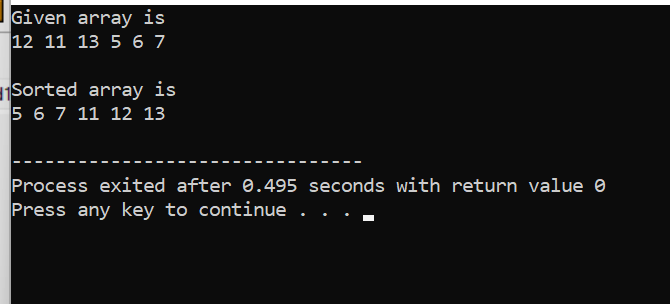 Given array is
12 11 13 5 6 7
Sorted array is
5 6 7 11 12 13
--------------------------------
Process exited after 0.495 seconds with return value 0
Press any key to continue . . .